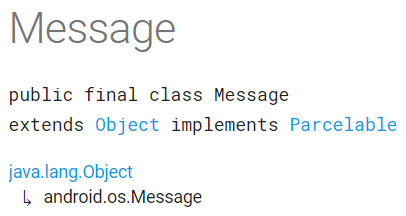 Message
public final class Message
extends Object implements Parcelable
java.lang.Object
↳ android.os.Message